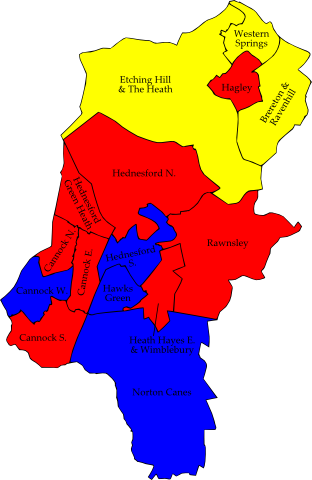 Western
Springs
Etching Hill
& The Heath
Hagley
Brereton &
Ravenhill
Hednesford N.
Hednesford
Green Heath
Rawnsley
Cannock N.
Cannock E.
Hednesford
S.
Cannock W.
Hawks
Green
Cannock S.
Heath Hayes E.
& Wimblebury
Norton Canes